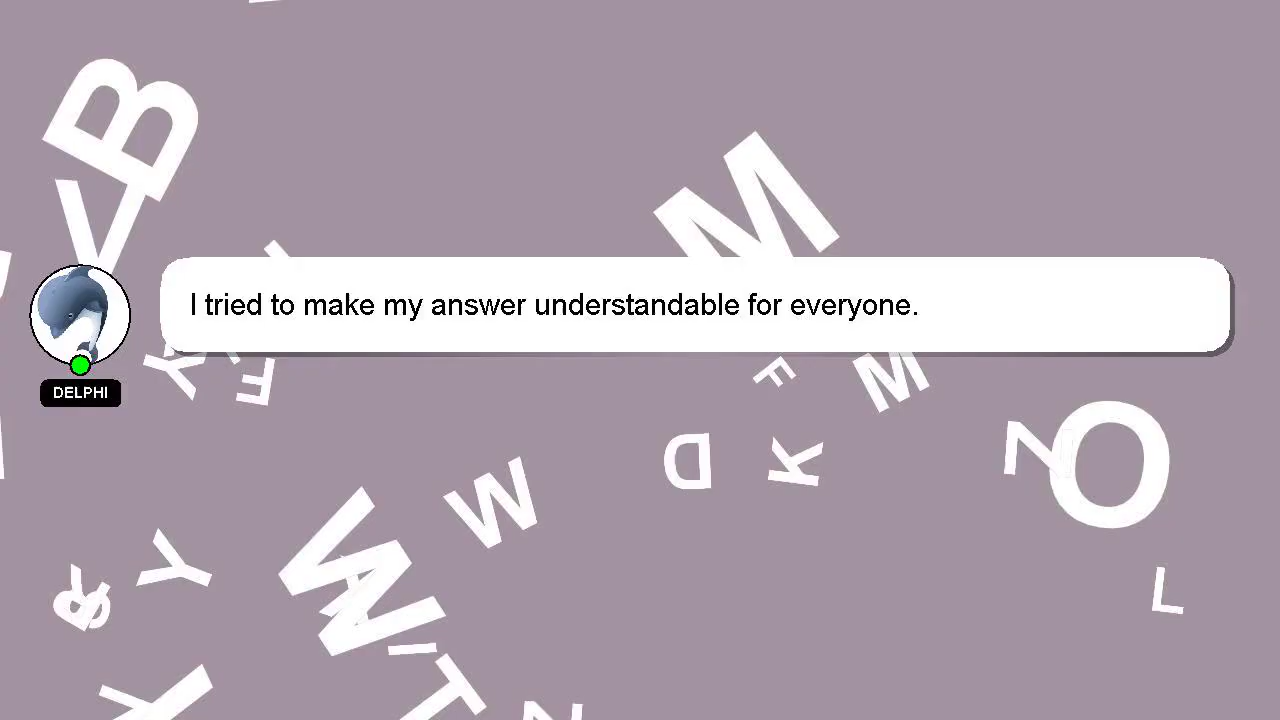 I tried to make my answer understandable for everyone.
DELPHI
B
V
M
F
Y
E
F
M
D
K
Z
O
W
Y
R
W
A
L
I
T
Y
Z